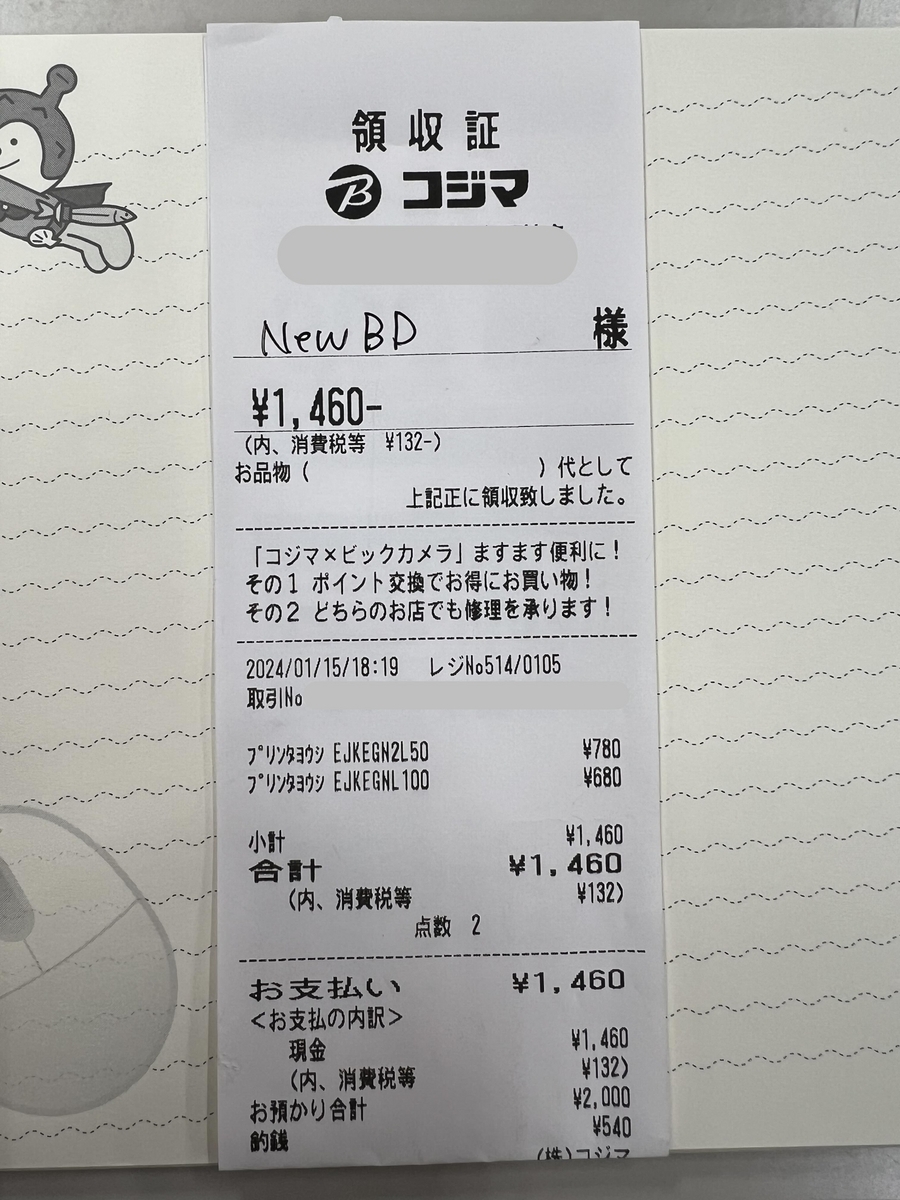 領収証
B コジマ
New BD 様
¥1,460-
(内、消費税等 ¥132-)
お品物 ( ) 代として
上記正に領収致しました。
「コジマ×ビックカメラ」ますます便利に!
その1 ポイント交換でお得にお買い物!
その2 どちらのお店でも修理を承ります!
2024/01/15/18:19 レジNo514/0105
取引No
プリンタヨウシ EJKEGN2L50 ¥780
プリンタヨウシ EJKEGNL100 ¥680
小計 ¥1,460
合計 ¥1,460
(内、消費税等 ¥132)
点数 2
お支払い ¥1,460
<お支払の内訳>
現金 ¥1,460
(内、消費税等 ¥132)
お預かり合計 ¥2,000
釣銭 ¥540
(株)コジマ